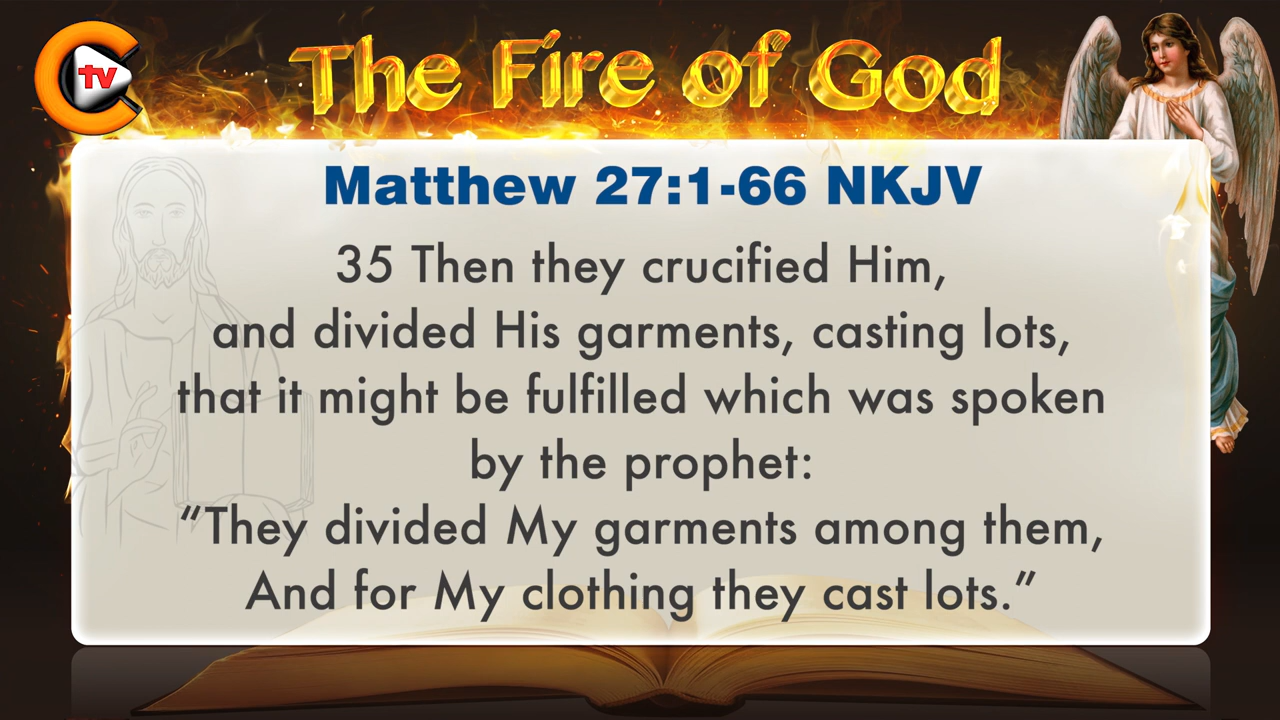 tv
The Fire of God
Matthew 27:1-66 NKJV
35 Then they crucified Him,
and divided His garments, casting lots,
that it might be fulfilled which was spoken
by the prophet:
“They divided My garments among them,
And for My clothing they cast lots.”